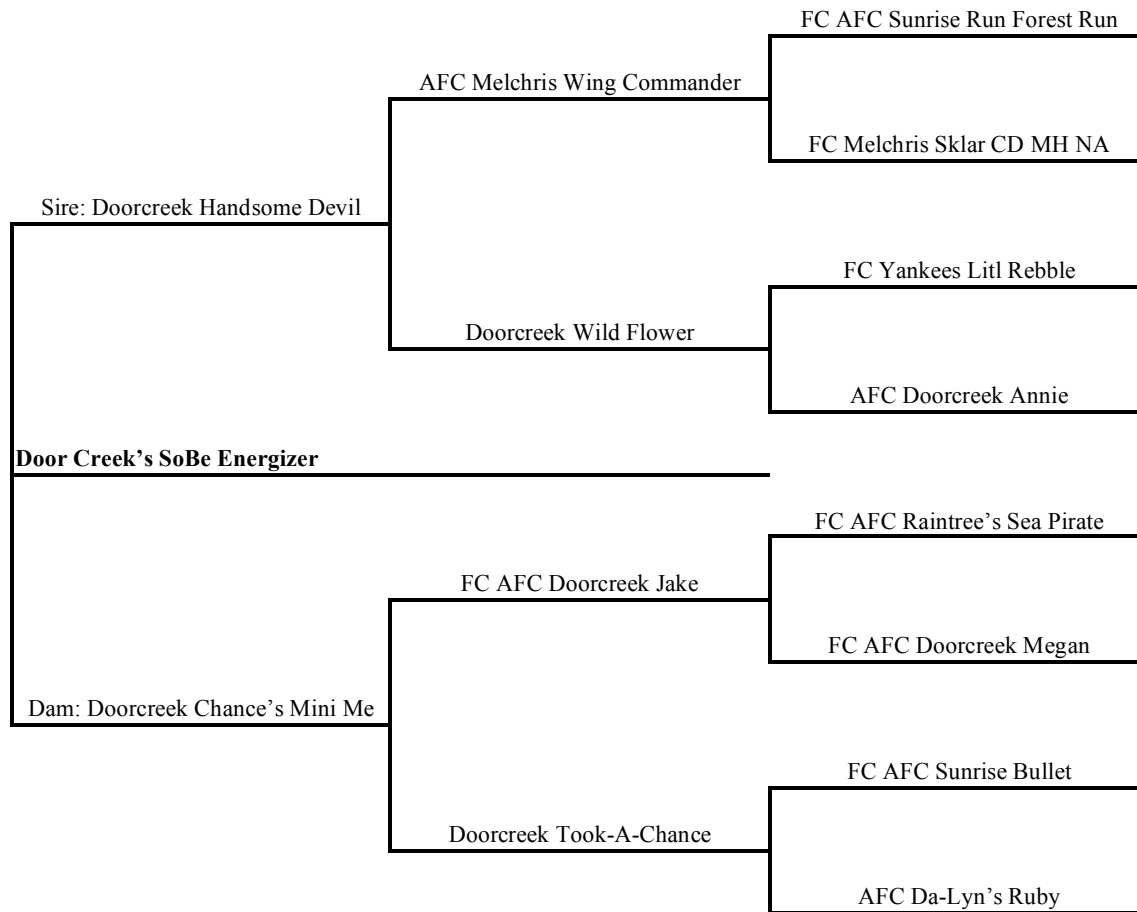 FC AFC Sunrise Run Forest Run
AFC Melchris Wing Commander
FC Melchris Sklar CD MH NA
Sire: Doorcreek Handsome Devil
FC Yankees Litl Rebble
Doorcreek Wild Flower
AFC Doorcreek Annie
Door Creek’s SoBe Energizer
FC AFC Raintree’s Sea Pirate
FC AFC Doorcreek Jake
FC AFC Doorcreek Megan
Dam: Doorcreek Chance’s Mini Me
FC AFC Sunrise Bullet
Doorcreek Took-A-Chance
AFC Da-Lyn’s Ruby